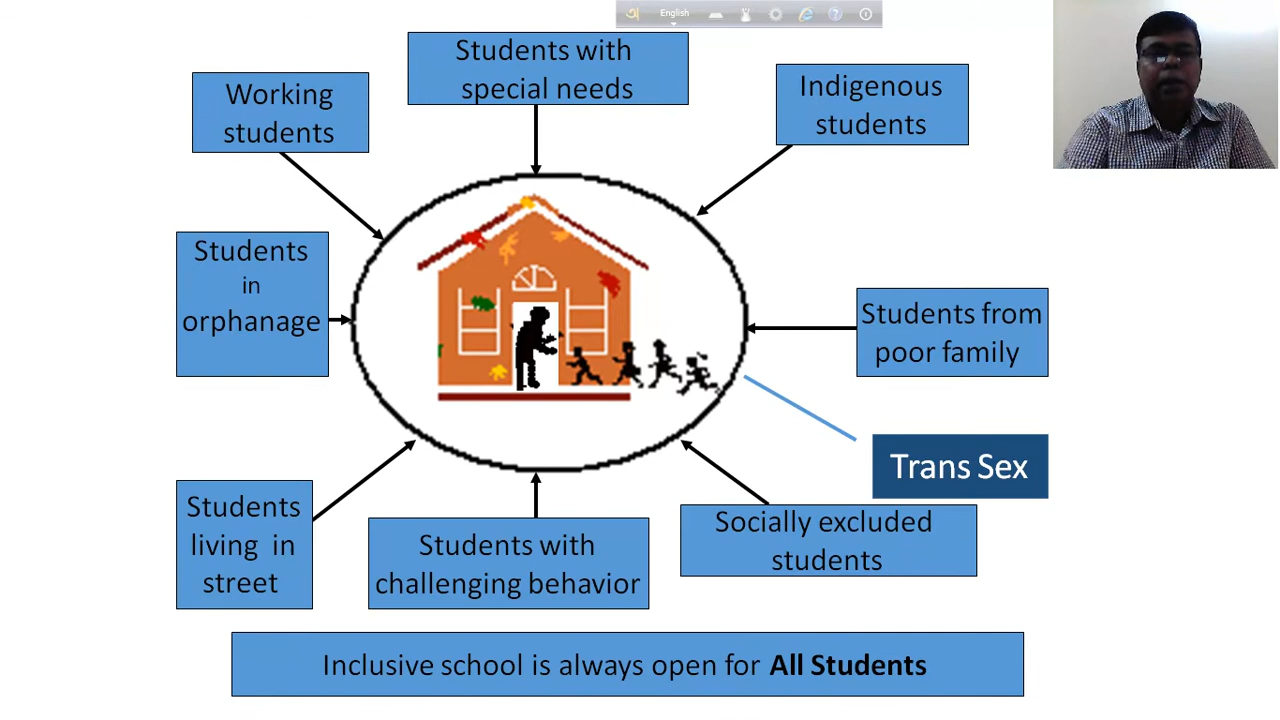 অ English
Students with
special needs
Working
students
Indigenous
students
Students
in
orphanage
Students from
poor family
Trans Sex
Students
living in
street
Students with
challenging behavior
Socially excluded
students
Inclusive school is always open for All Students